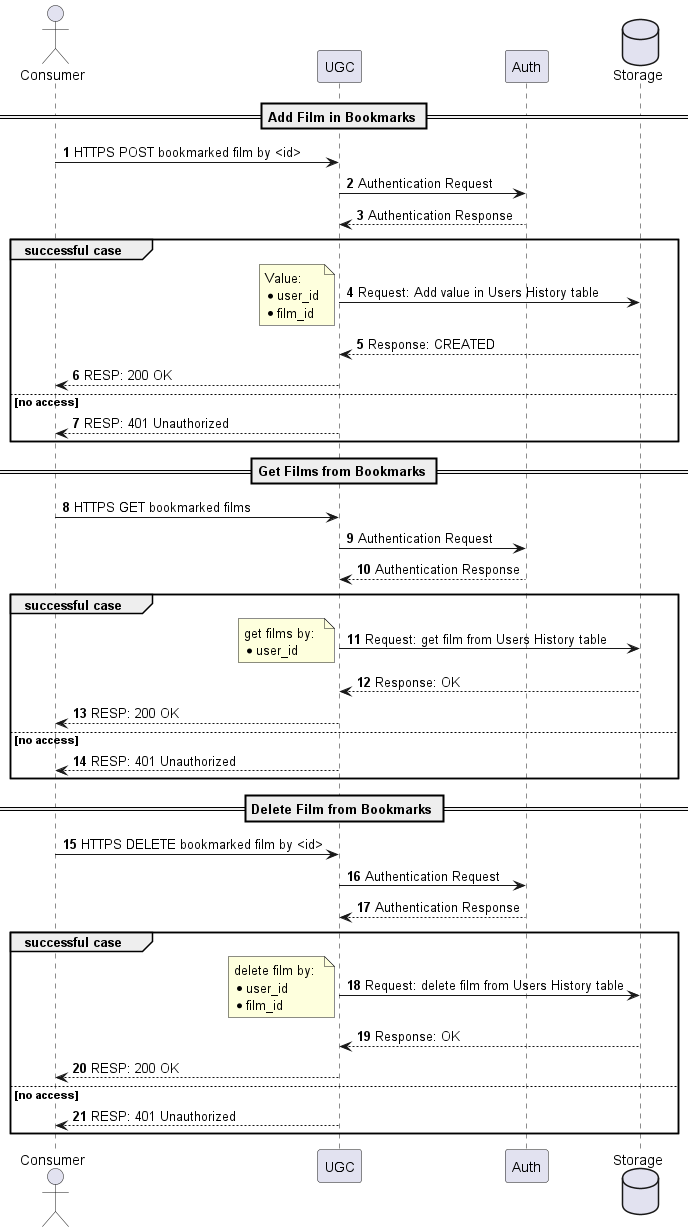 Consumer
UGC
Auth
Storage
Add Film in Bookmarks
1 HTTPS POST bookmarked film by <id>
2 Authentication Request
3 Authentication Response
successful case
Value:
• user_id
• film_id
4 Request: Add value in Users History table
5 Response: CREATED
6 RESP: 200 OK
[no access]
7 RESP: 401 Unauthorized
Get Films from Bookmarks
8 HTTPS GET bookmarked films
9 Authentication Request
10 Authentication Response
successful case
get films by:
• user_id
11 Request: get film from Users History table
12 Response: OK
13 RESP: 200 OK
[no access]
14 RESP: 401 Unauthorized
Delete Film from Bookmarks
15 HTTPS DELETE bookmarked film by <id>
16 Authentication Request
17 Authentication Response
successful case
delete film by:
• user_id
• film_id
18 Request: delete film from Users History table
19 Response: OK
20 RESP: 200 OK
[no access]
21 RESP: 401 Unauthorized
Consumer
UGC
Auth
Storage